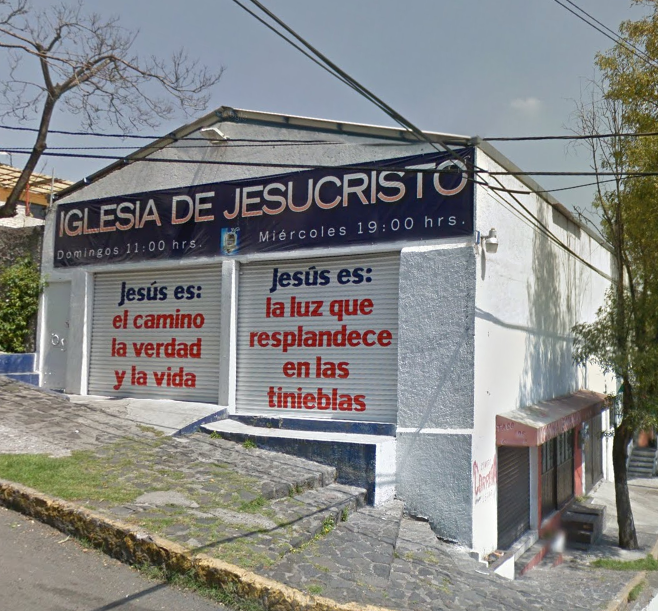 IGLESIA DE JESUCRISTO
Domingos 11:00 hrs.
Miércoles 19:00 hrs.
Jesús es:
el camino
la verdad
y la vida
Jesús es:
la luz que
resplandece
en las
tinieblas